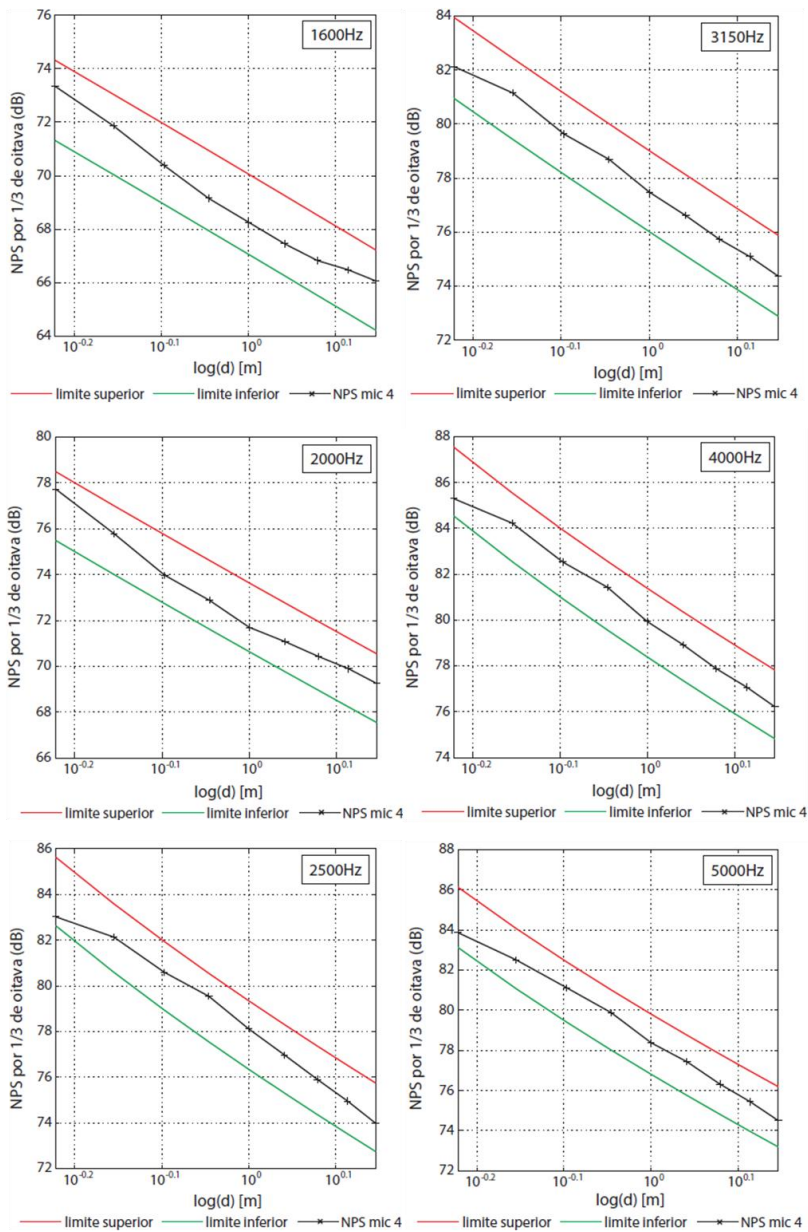 1600Hz
NPS por 1/3 de oitava (dB)
76
74
72
70
68
66
64
10^-0.2 10^-0.1 10^0 10^0.1
log(d) [m]
limite superior limite inferior NPS mic 4
3150Hz
NPS por 1/3 de oitava (dB)
84
82
80
78
76
74
72
10^-0.2 10^-0.1 10^0 10^0.1
log(d) [m]
limite superior limite inferior NPS mic 4
2000Hz
NPS por 1/3 de oitava (dB)
80
78
76
74
72
70
68
66
10^-0.2 10^-0.1 10^0 10^0.1
log(d) [m]
limite superior limite inferior NPS mic 4
4000Hz
NPS por 1/3 de oitava (dB)
88
86
84
82
80
78
76
74
10^-0.2 10^-0.1 10^0 10^0.1
log(d) [m]
limite superior limite inferior NPS mic 4
2500Hz
NPS por 1/3 de oitava (dB)
86
84
82
80
78
76
74
72
10^-0.2 10^-0.1 10^0 10^0.1
log(d) [m]
limite superior limite inferior NPS mic 4
5000Hz
NPS por 1/3 de oitava (dB)
88
86
84
82
80
78
76
74
72
10^-0.2 10^-0.1 10^0 10^0.1
log(d) [m]
limite superior limite inferior NPS mic 4